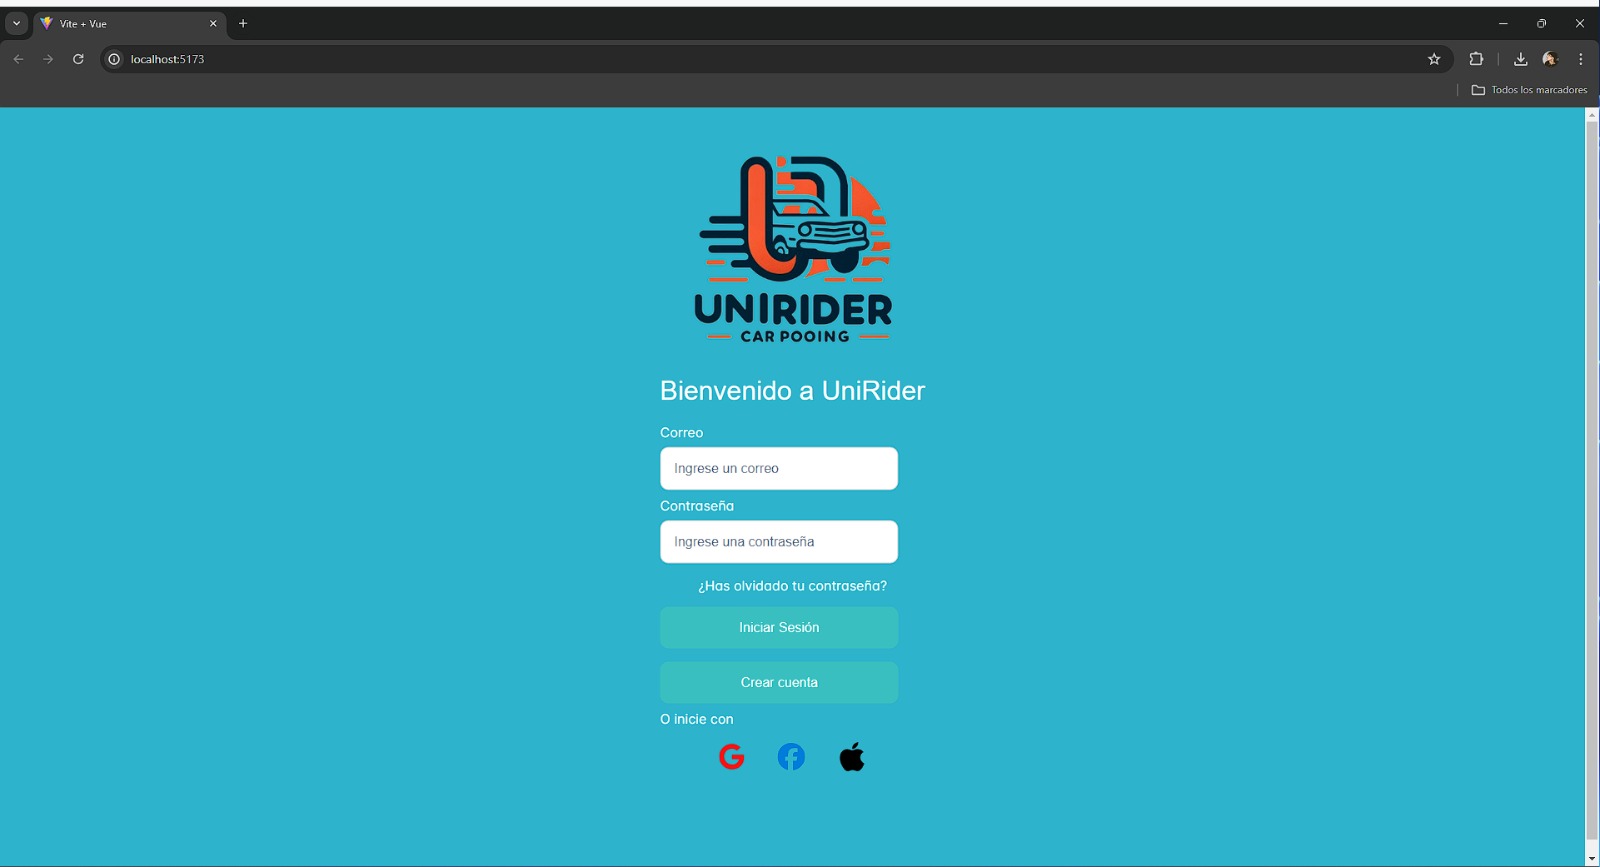 Vite + Vue
localhost:5173
Todos los marcadores
UNIRIDER
CAR POOING
Bienvenido a UniRider
Correo
Ingrese un correo
Contraseña
Ingrese una contraseña
¿Has olvidado tu contraseña?
Iniciar Sesión
Crear cuenta
O inicie con